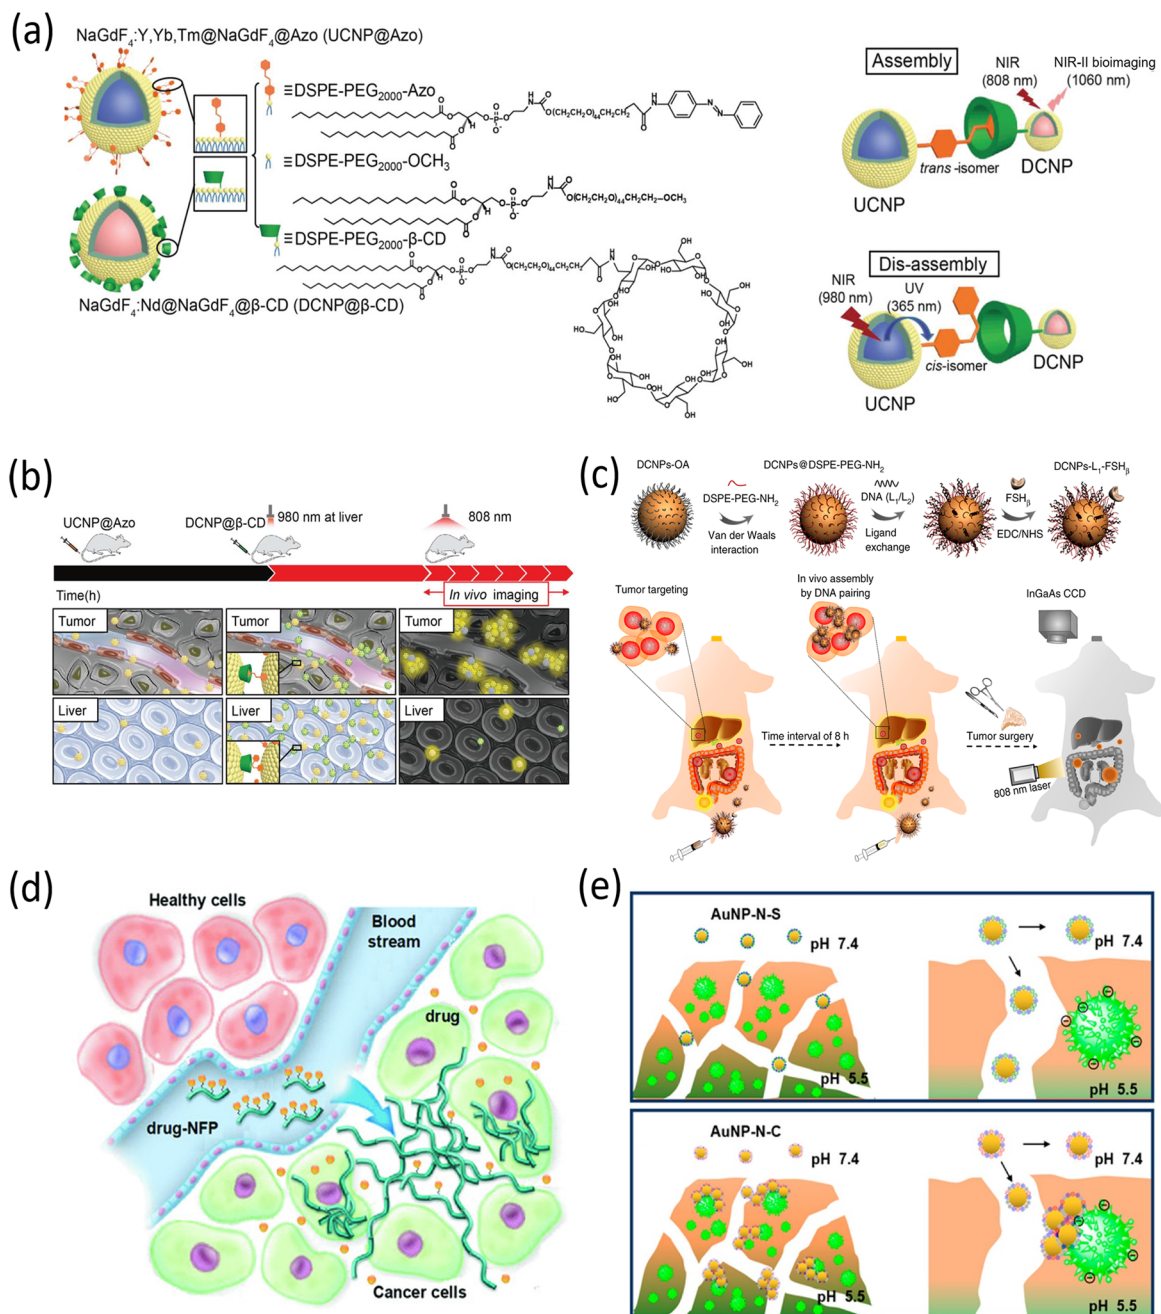 (a)
NaGdF₄:Y,Yb,Tm@NaGdF₄@Azo (UCNP@Azo)
≡DSPE-PEG₂₀₀₀-Azo
≡DSPE-PEG₂₀₀₀-OCH₃
≡DSPE-PEG₂₀₀₀-β-CD
NaGdF₄:Nd@NaGdF₄@β-CD (DCNP@β-CD)
Assembly
NIR
(808 nm)
NIR-II bioimaging
(1060 nm)
trans-isomer
DCNP
UCNP
Dis-assembly
NIR
(980 nm)
UV
(365 nm)
cis-isomer
DCNP
UCNP
(b)
UCNP@Azo
DCNP@β-CD
980 nm at liver
808 nm
Time(h)
In vivo imaging
Tumor
Tumor
Tumor
Liver
Liver
Liver
(c)
DCNPs-OA
DCNPs@DSPE-PEG-NH₂
DCNPs-L₁-FSHᵦ
DSPE-PEG-NH₂
DNA (L₁/L₂)
FSHᵦ
Van der Waals
interaction
Ligand
exchange
EDC/NHS
Tumor targeting
In vivo assembly
by DNA pairing
InGaAs CCD
Time interval of 8 h
Tumor surgery
808 nm laser
(d)
Healthy cells
Blood
stream
drug
drug-NFP
Cancer cells
(e)
AuNP-N-S
pH 7.4
pH 5.5
pH 7.4
pH 5.5
AuNP-N-C
pH 7.4
pH 5.5
pH 7.4
pH 5.5